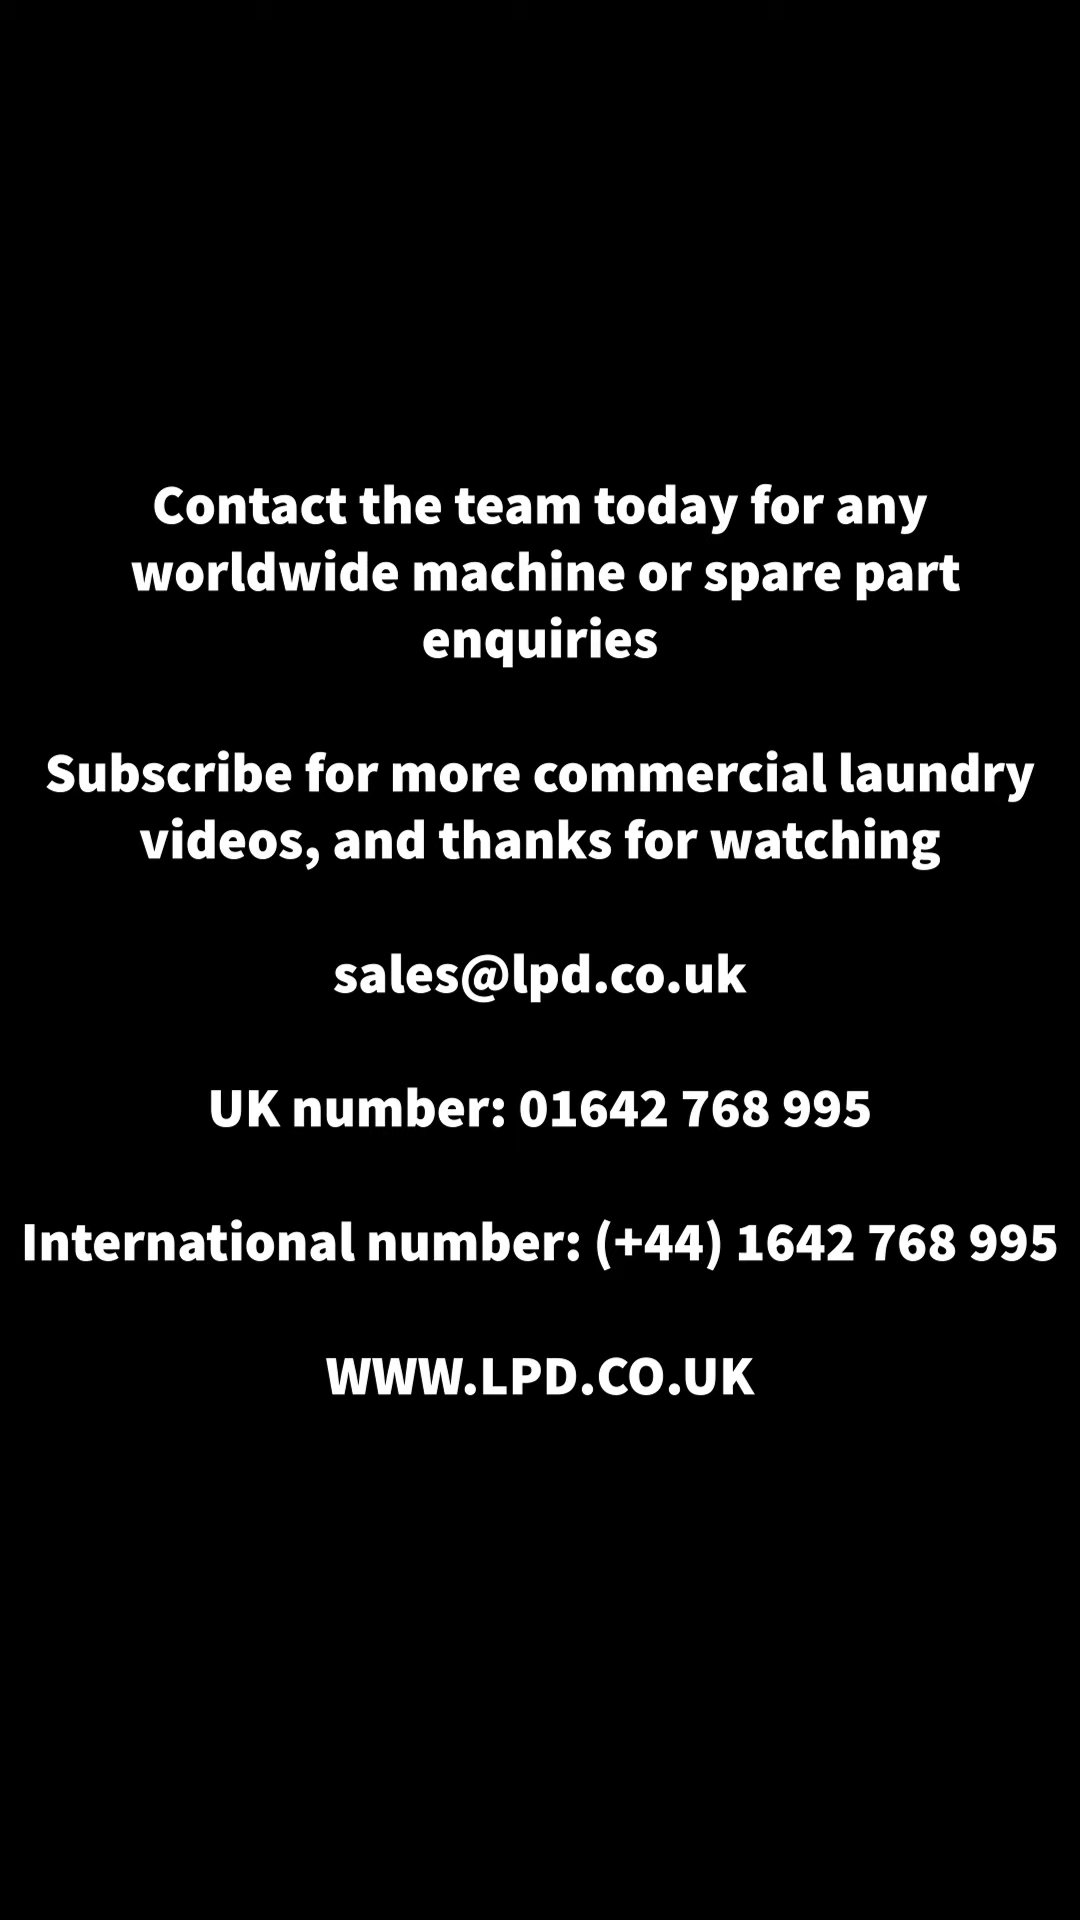 Contact the team today for any
worldwide machine or spare part
enquiries
Subscribe for more commercial laundry
videos, and thanks for watching
sales@lpd.co.uk
UK number: 01642 768 995
International number: (+44) 1642 768 995
WWW.LPD.CO.UK